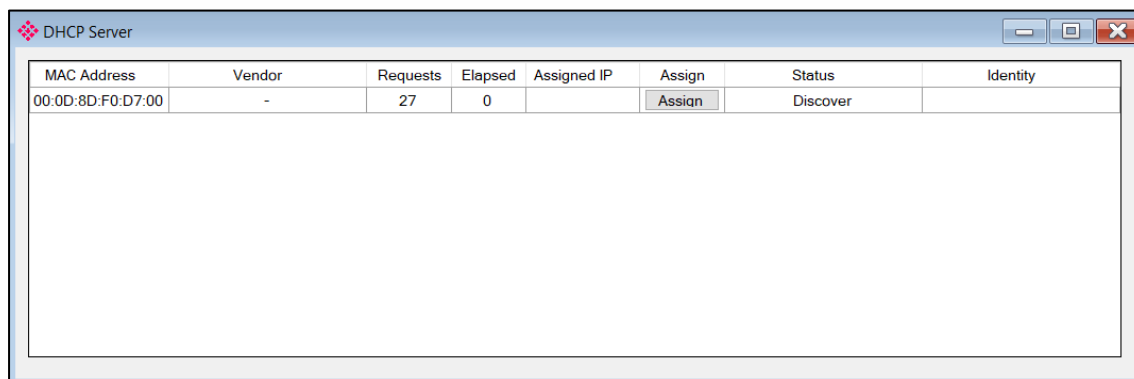 DHCP Server
MAC Address Vendor Requests Elapsed Assigned IP Assign Status Identity
00:0D:8D:F0:D7:00 - 27 0 Assign Discover